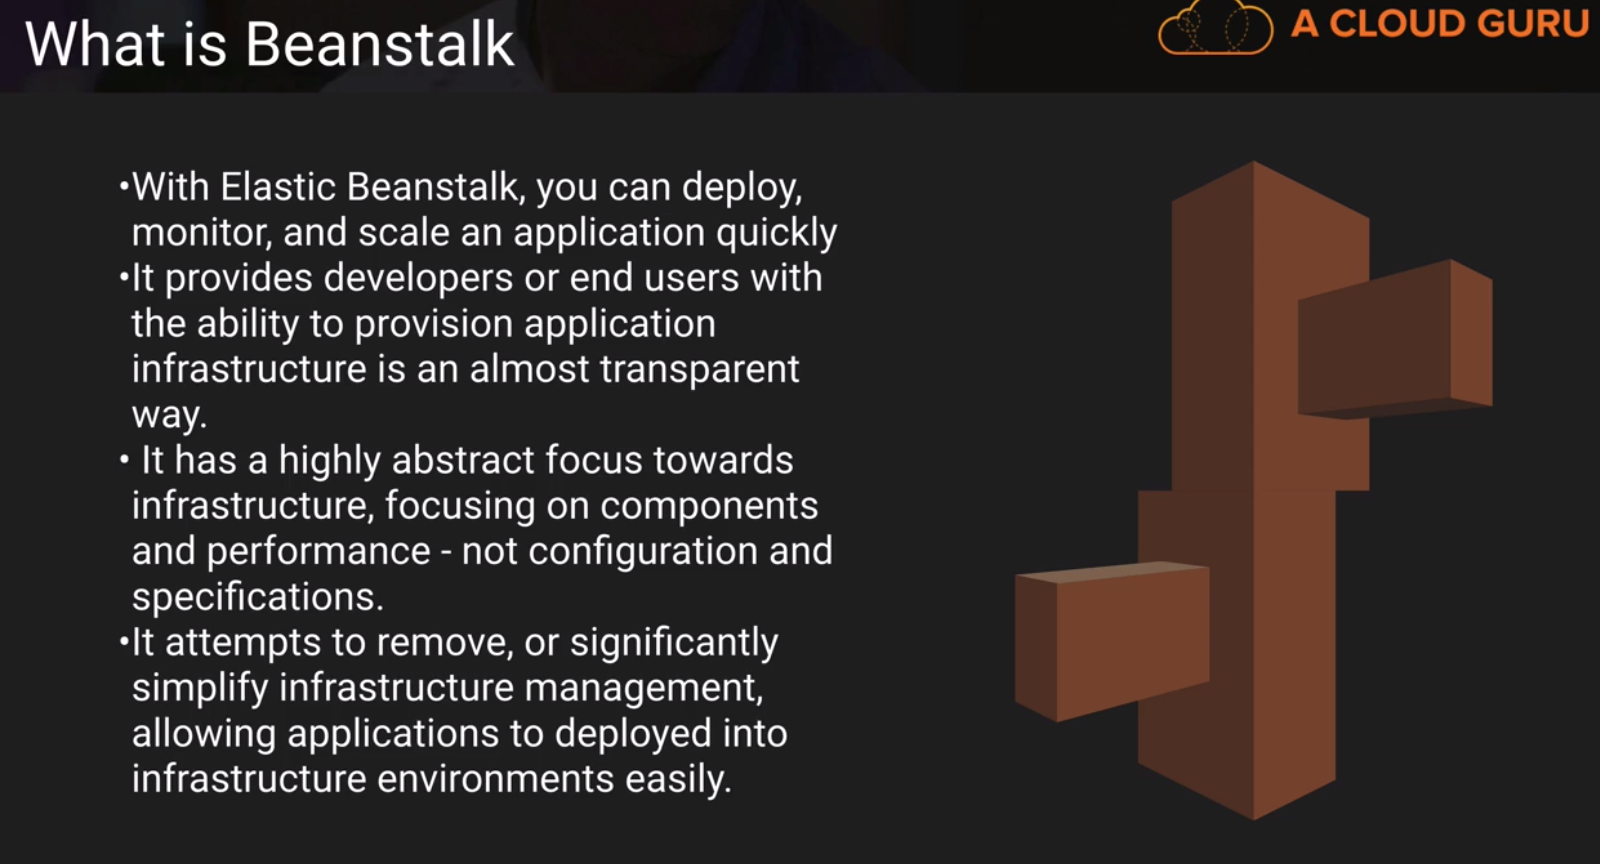 What is Beanstalk
A CLOUD GURU
•With Elastic Beanstalk, you can deploy,
monitor, and scale an application quickly
•It provides developers or end users with
the ability to provision application
infrastructure is an almost transparent
way.
• It has a highly abstract focus towards
infrastructure, focusing on components
and performance - not configuration and
specifications.
•It attempts to remove, or significantly
simplify infrastructure management,
allowing applications to deployed into
infrastructure environments easily.